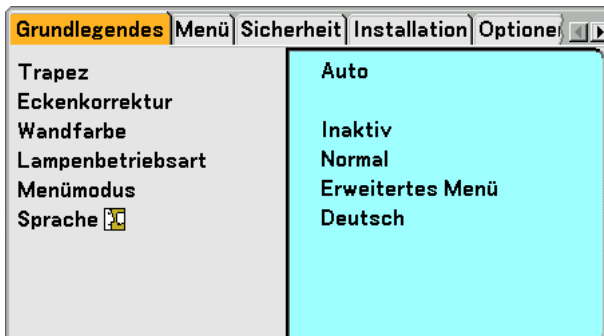 Grundlegendes Menü Sicherheit Installation
Trapez Auto
Eckenkorrektur
Wandfarbe Inaktiv
Lampenbetriebsart Normal
Menümodus Erweitertes Menü
Sprache Deutsch